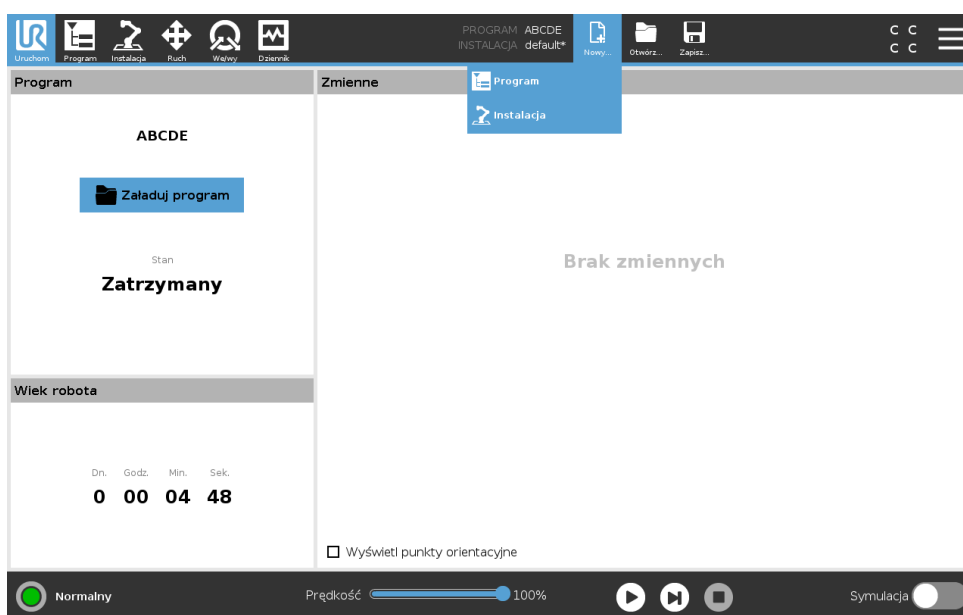 UR
Uruchom Program Instalacja Ruch We/wy Dziennik
PROGRAM ABCDE
INSTALACJA default*
Nowy... Otwórz... Zapisz...
C C
C C
Program
Zmienne
Program
Instalacja
ABCDE
Załaduj program
Stan
Zatrzymany
Brak zmiennych
Wiek robota
Dn. Godz. Min. Sek.
0 00 04 48
Wyświetl punkty orientacyjne
Normalny
Prędkość 100%
Symulacja